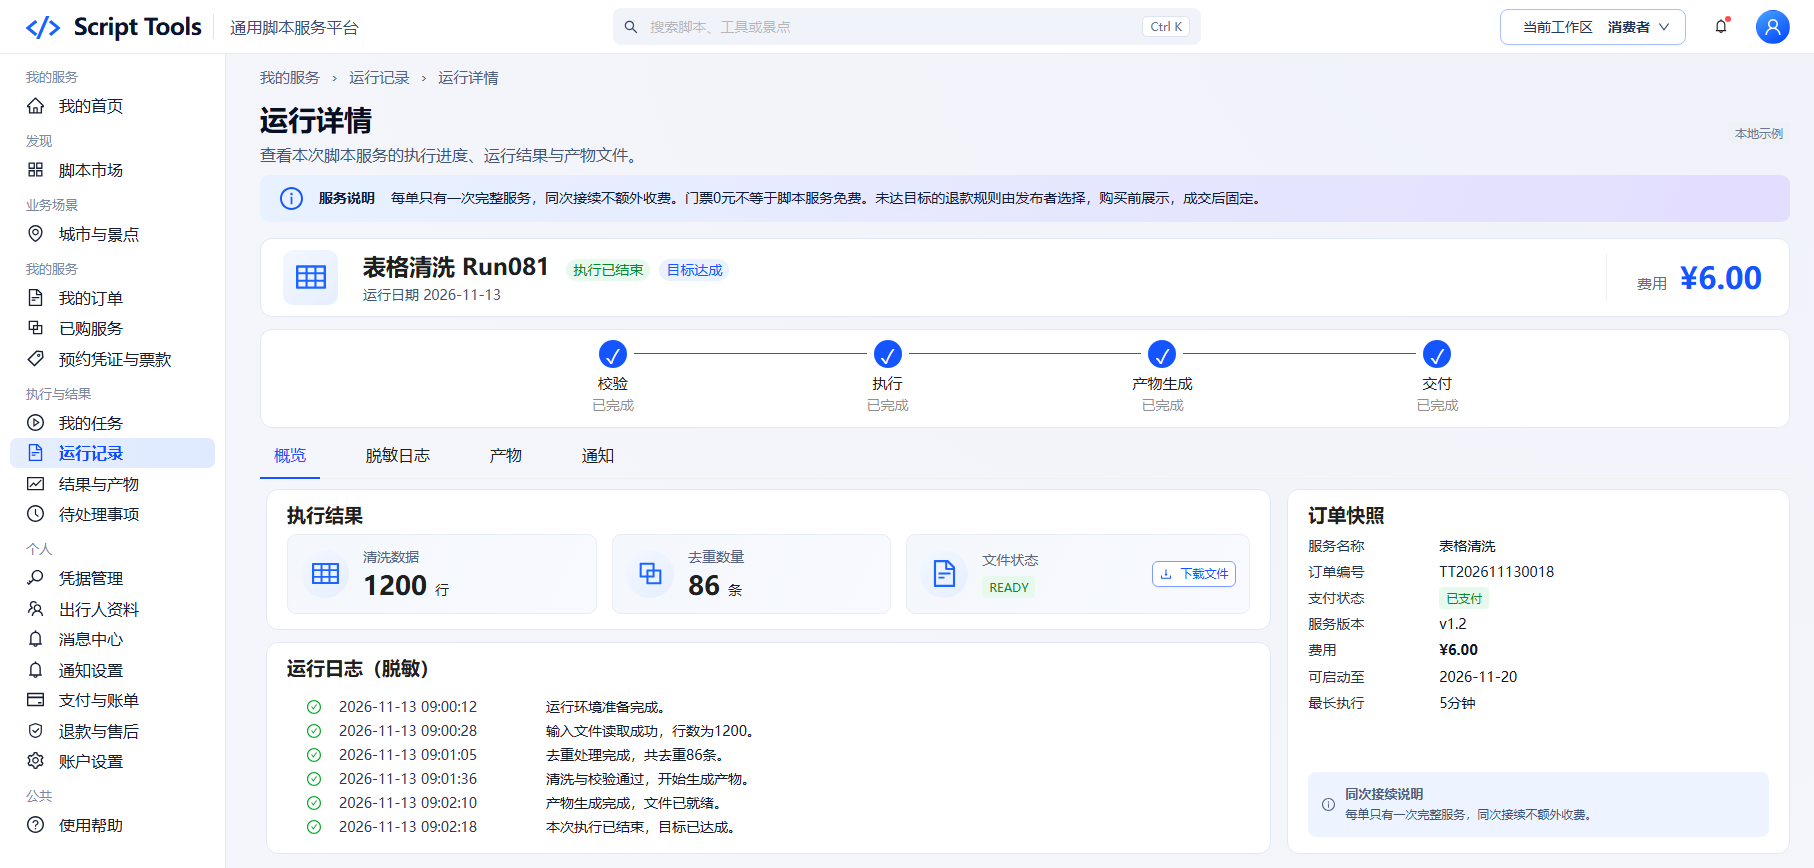 Script Tools 通用脚本服务平台
搜索脚本、工具或景点 Ctrl K
当前工作区 消费者
我的服务
我的首页
发现
脚本市场
业务场景
城市与景点
我的服务
我的订单
已购服务
预约凭证与票款
执行与结果
我的任务
运行记录
结果与产物
待处理事项
个人
凭据管理
出行人资料
消息中心
通知设置
支付与账单
退款与售后
账户设置
公共
使用帮助
我的服务 › 运行记录 › 运行详情
运行详情
本地示例
查看本次脚本服务的执行进度、运行结果与产物文件。
服务说明 每单只有一次完整服务，同次接续不额外收费。门票0元不等于脚本服务免费。未达目标的退款规则由发布者选择，购买前展示，成交后固定。
表格清洗 Run081 执行已结束 目标达成
运行日期 2026-11-13
费用 ¥6.00
校验 执行 产物生成 交付
已完成 已完成 已完成 已完成
概览 脱敏日志 产物 通知
执行结果
清洗数据
1200 行
去重数量
86 条
文件状态
READY
下载文件
运行日志（脱敏）
2026-11-13 09:00:12 运行环境准备完成。
2026-11-13 09:00:28 输入文件读取成功，行数为1200。
2026-11-13 09:01:05 去重处理完成，共去重86条。
2026-11-13 09:01:36 清洗与校验通过，开始生成产物。
2026-11-13 09:02:10 产物生成完成，文件已就绪。
2026-11-13 09:02:18 本次执行已结束，目标已达成。
订单快照
服务名称 表格清洗
订单编号 TT202611130018
支付状态 已支付
服务版本 v1.2
费用 ¥6.00
可启动至 2026-11-20
最长执行 5分钟
同次接续说明
每单只有一次完整服务，同次接续不额外收费。